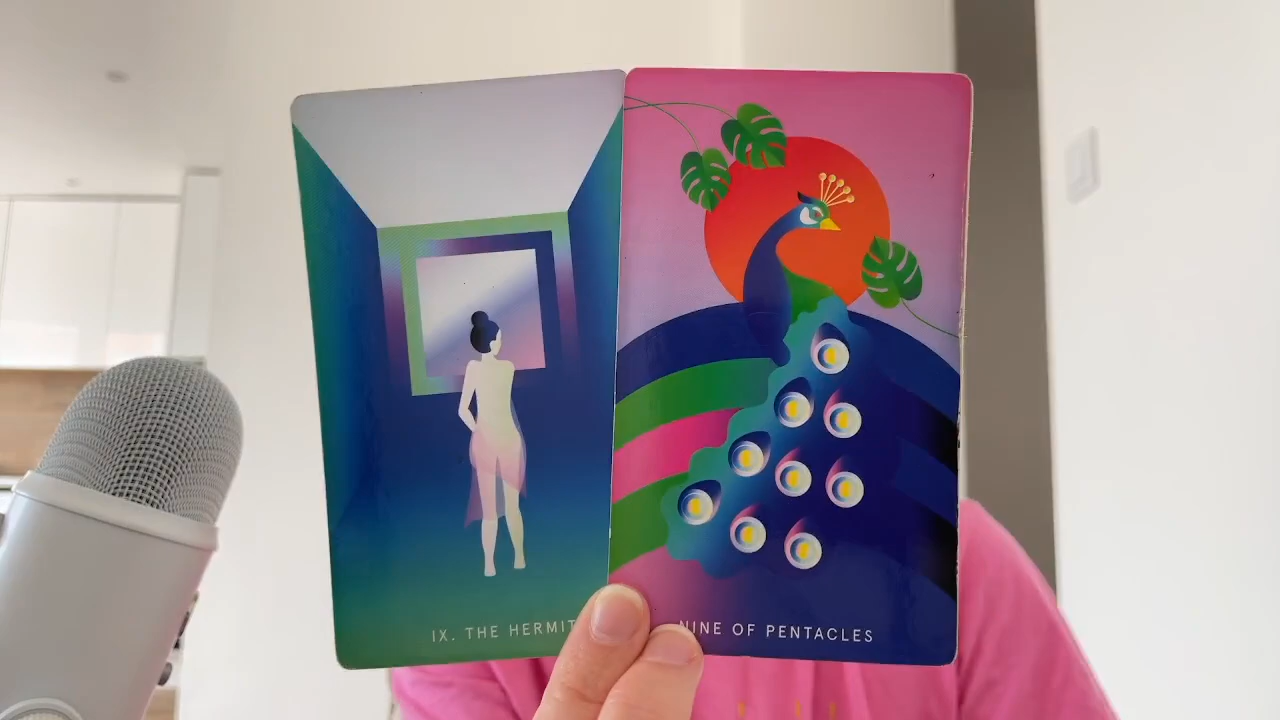 IX. THE HERMIT
NINE OF PENTACLES